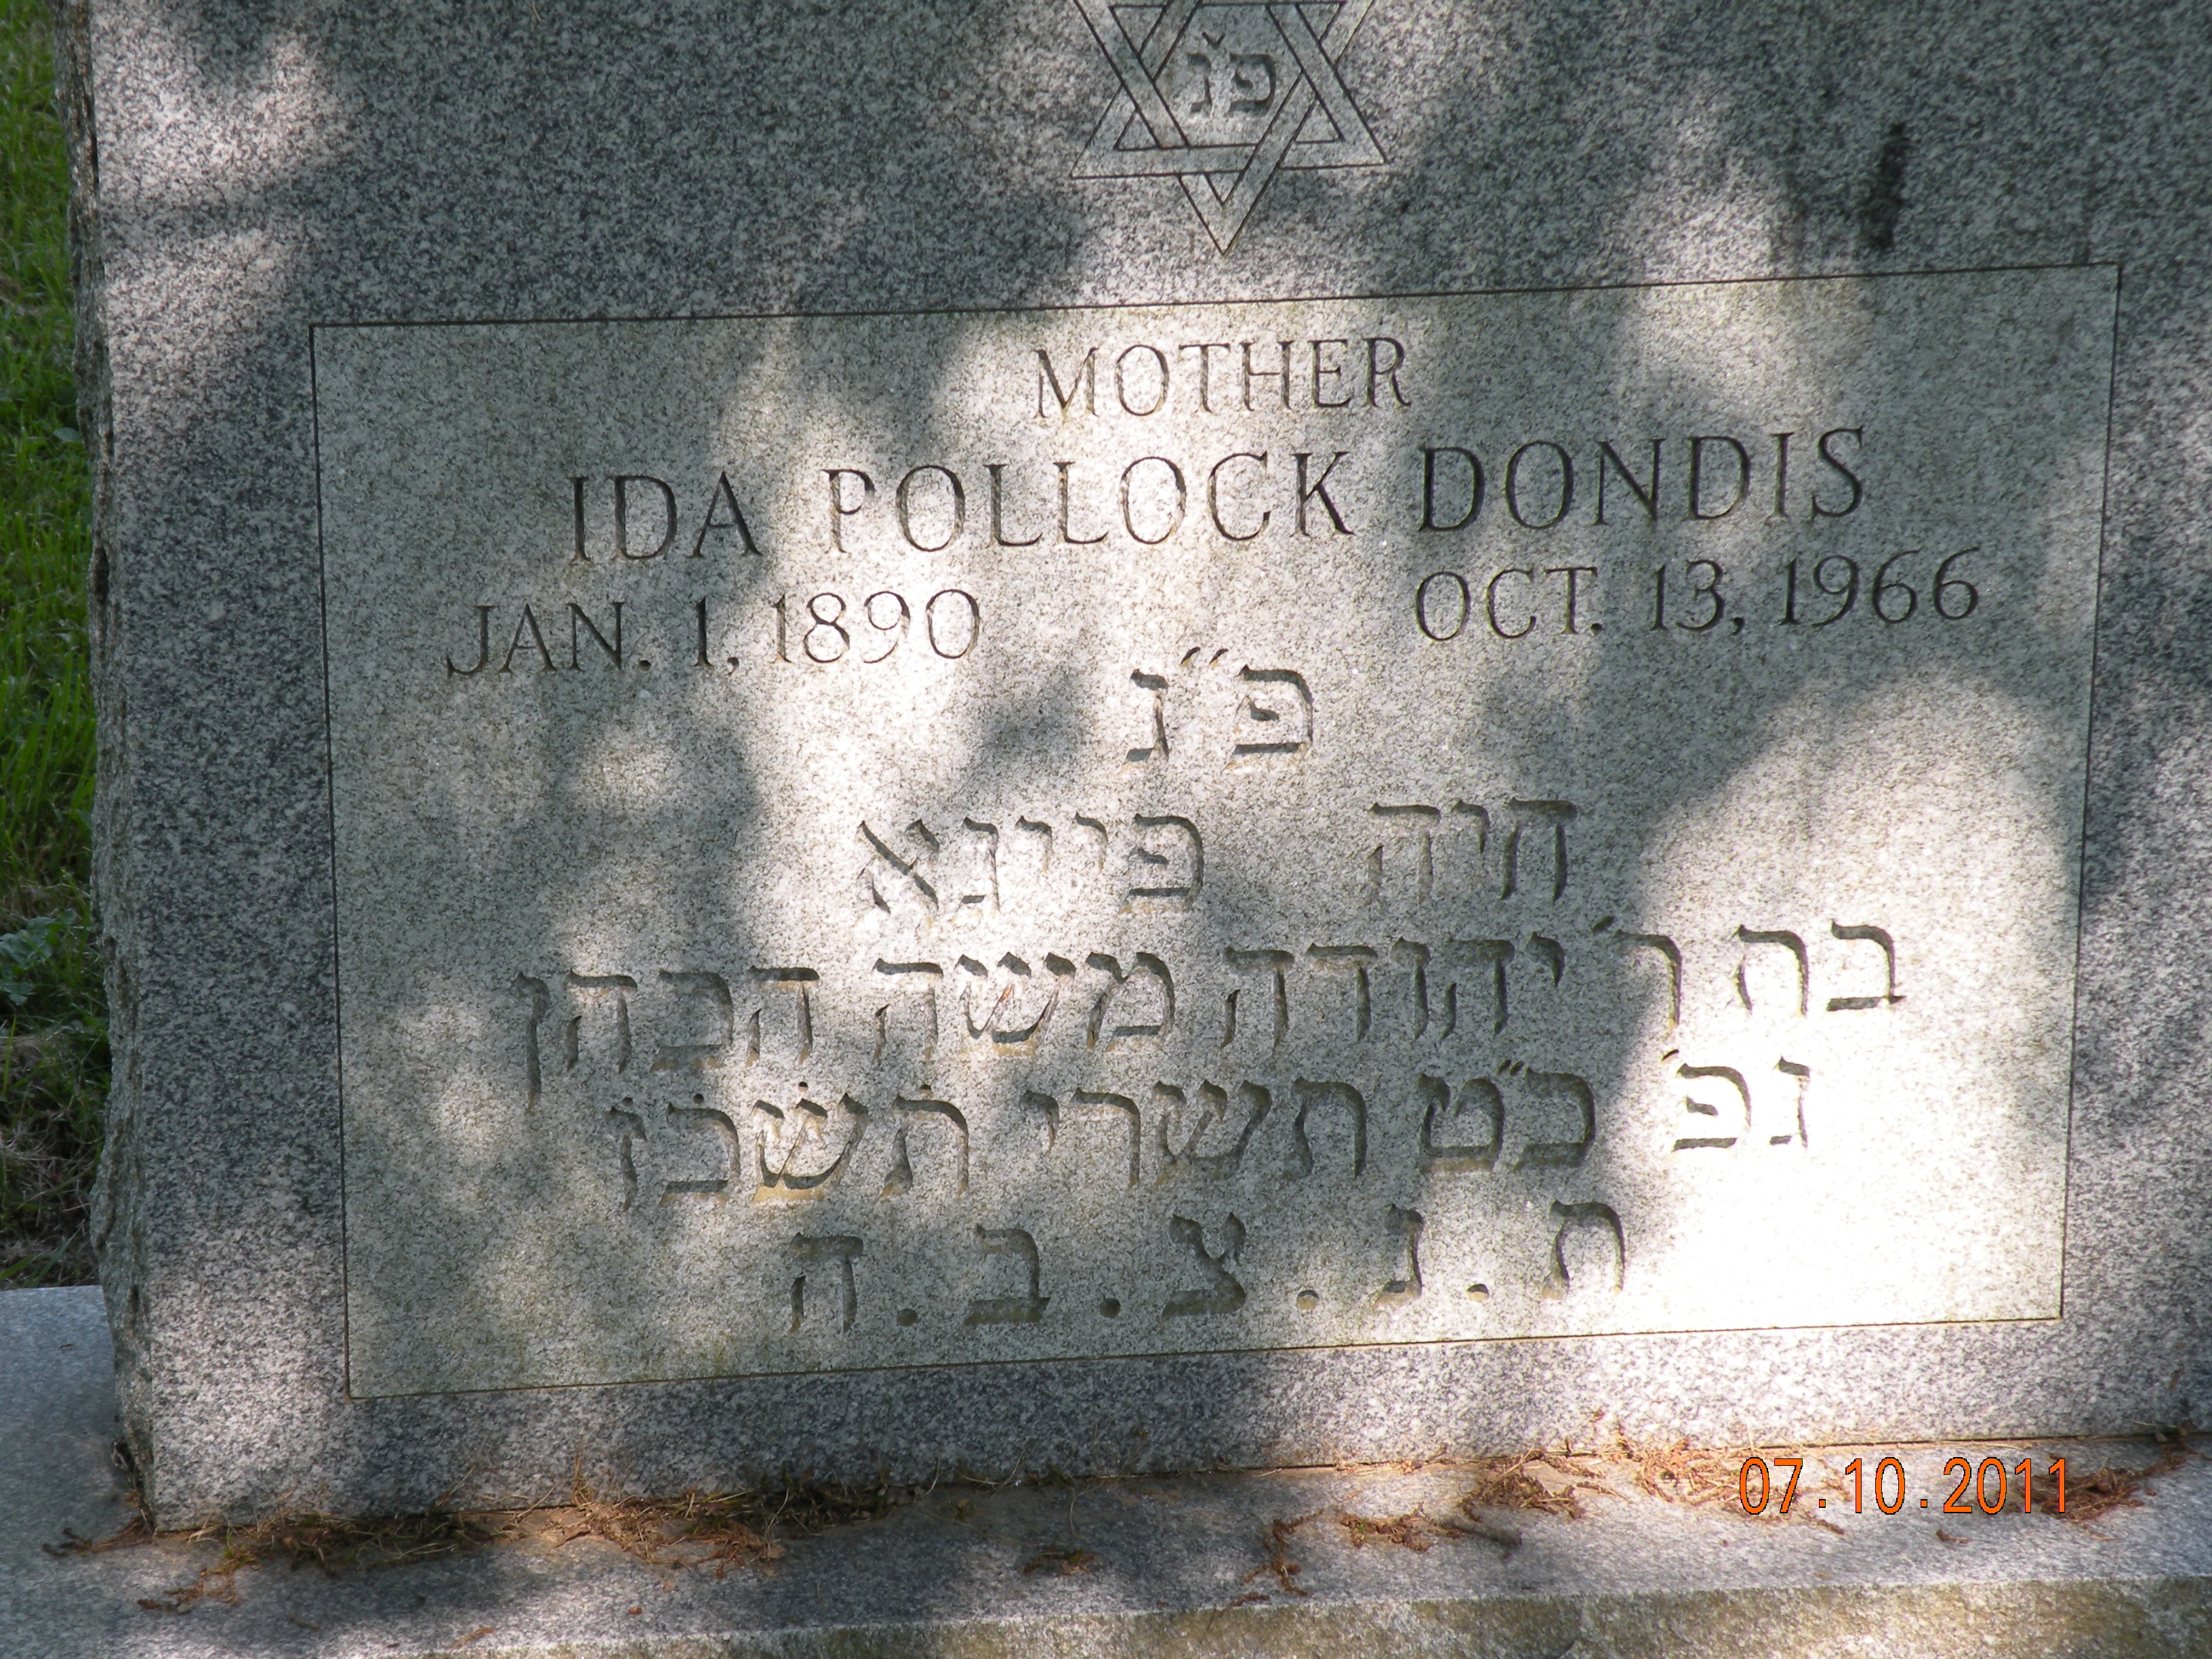 פ״נ
MOTHER
IDA POLLOCK DONDIS
JAN. 1, 1890 OCT. 13, 1966
פ״נ
חיה פייגא
בת ר׳ יהודה משה הכהן
נפ׳ כ״ט תשרי תשכז
ת.נ.צ.ב.ה
07.10.2011